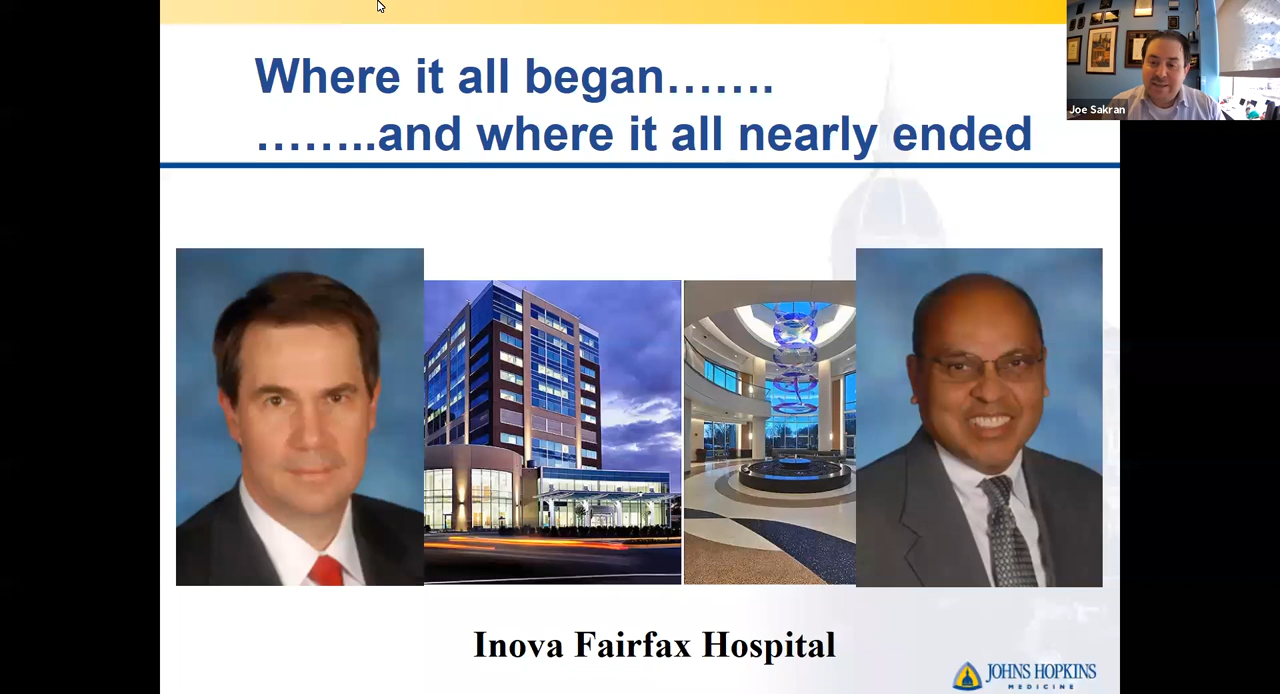 Where it all began…….
……..and where it all nearly ended
Joe Sakran
Inova Fairfax Hospital
JOHNS HOPKINS
MEDICINE